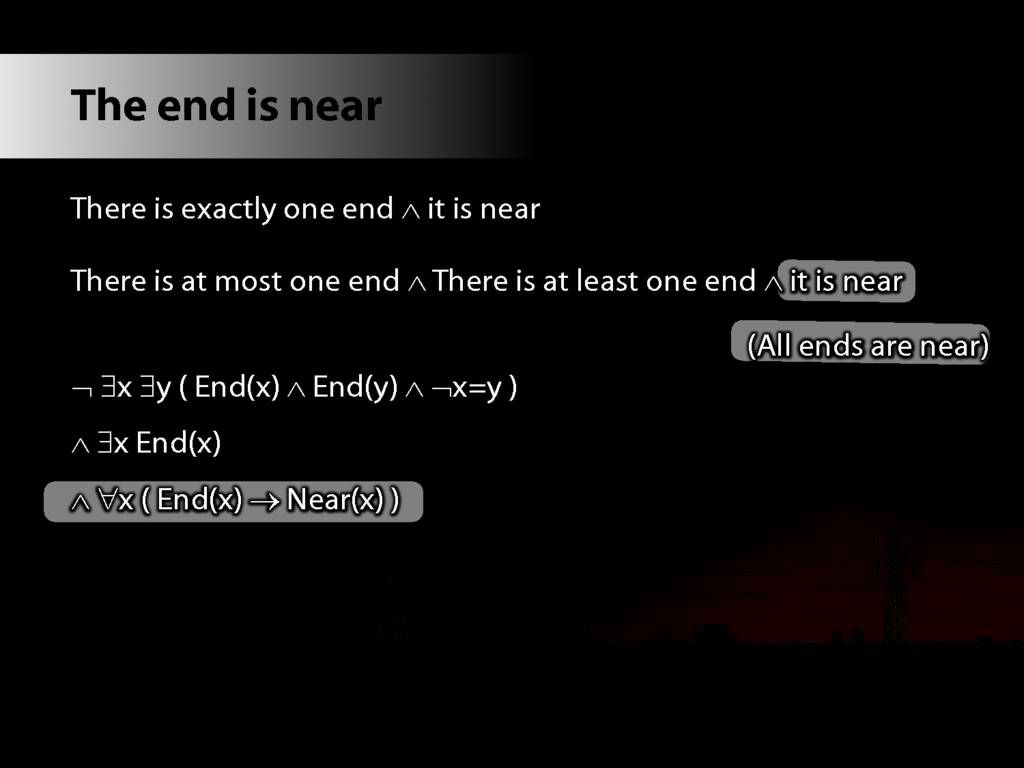 The end is near
There is exactly one end ∧ it is near
There is at most one end ∧ There is at least one end ∧ it is near
(All ends are near)
¬ ∃x ∃y ( End(x) ∧ End(y) ∧ ¬x=y )
∧ ∃x End(x)
∧ ∀x ( End(x) → Near(x) )